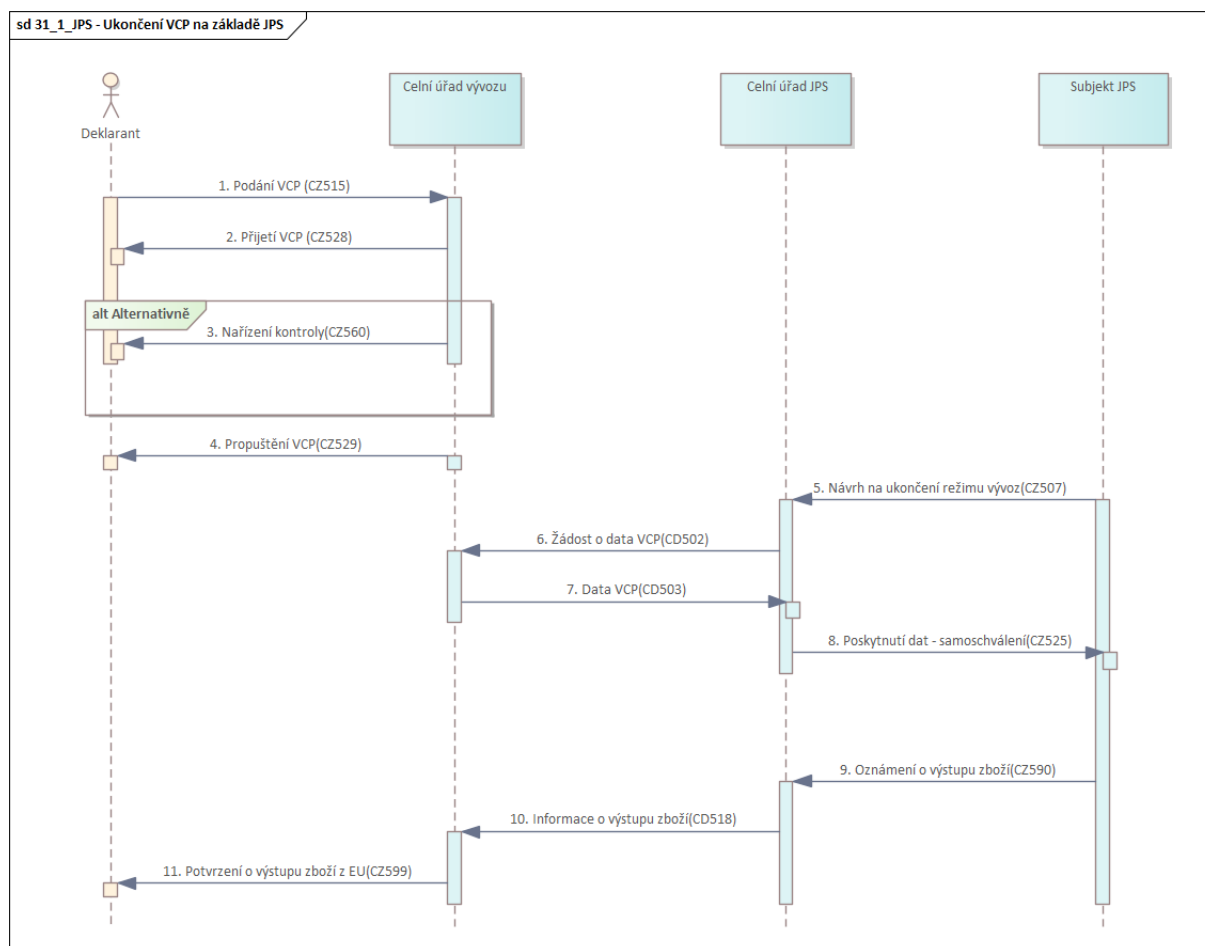 sd 31_1_JPS - Ukončení VCP na základě JPS
Celní úřad vývozu
Celní úřad JPS
Subjekt JPS
Deklarant
1. Podání VCP (CZ515)
2. Přijetí VCP (CZ528)
alt Alternativně
3. Nařízení kontroly(CZ560)
4. Propuštění VCP(CZ529)
5. Návrh na ukončení režimu vývoz(CZ507)
6. Žádost o data VCP(CD502)
7. Data VCP(CD503)
8. Poskytnutí dat - samoschválení(CZ525)
9. Oznámení o výstupu zboží(CZ590)
10. Informace o výstupu zboží(CD518)
11. Potvrzení o výstupu zboží z EU(CZ599)